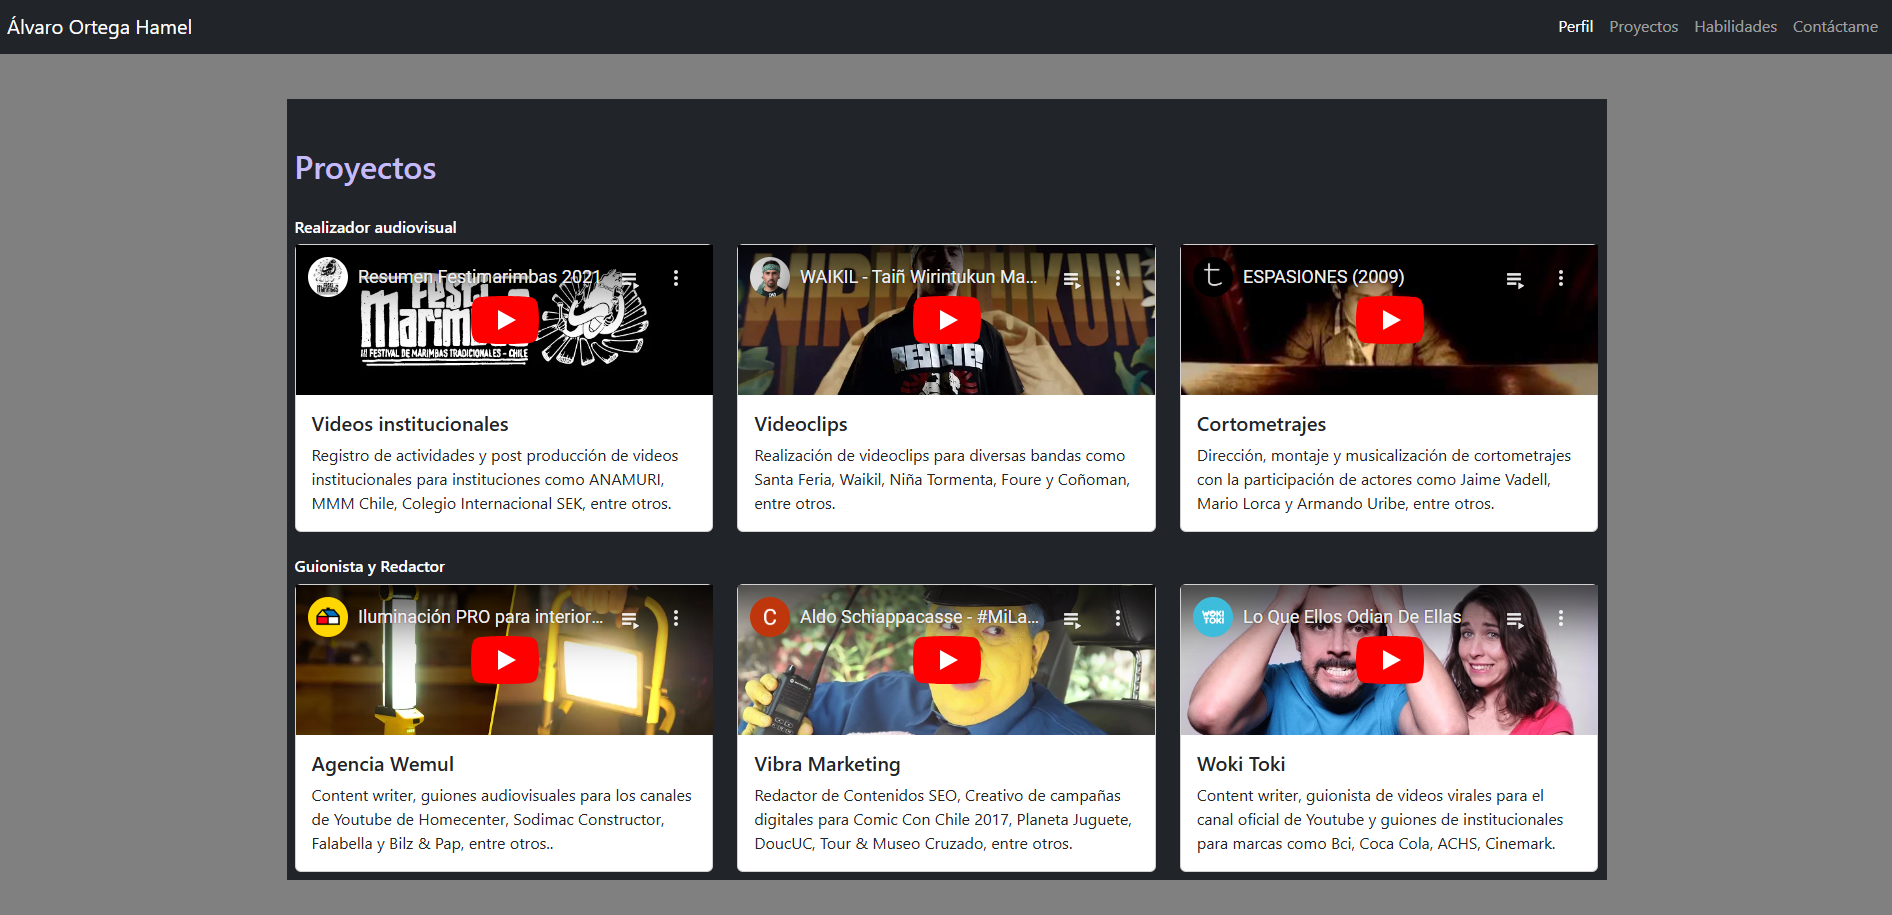 Álvaro Ortega Hamel
Perfil Proyectos Habilidades Contáctame
Proyectos
Realizador audiovisual
Resumen Festimarimbas 2021
FESTI
Marim
III FESTIVAL DE MARIMBAS TRADICIONALES - CHILE
WAIKIL - Taiñ Wirintukun Ma...
WIRINTUKUN
RESISTE!
t ESPASIONES (2009)
Videos institucionales
Registro de actividades y post producción de videos
institucionales para instituciones como ANAMURI,
MMM Chile, Colegio Internacional SEK, entre otros.
Videoclips
Realización de videoclips para diversas bandas como
Santa Feria, Waikil, Niña Tormenta, Foure y Coñoman,
entre otros.
Cortometrajes
Dirección, montaje y musicalización de cortometrajes
con la participación de actores como Jaime Vadell,
Mario Lorca y Armando Uribe, entre otros.
Guionista y Redactor
Iluminación PRO para interior...
C Aldo Schiappacasse - #MiLa...
WOKI
TOKI
Lo Que Ellos Odian De Ellas
Agencia Wemul
Content writer, guiones audiovisuales para los canales
de Youtube de Homecenter, Sodimac Constructor,
Falabella y Bilz & Pap, entre otros..
Vibra Marketing
Redactor de Contenidos SEO, Creativo de campañas
digitales para Comic Con Chile 2017, Planeta Juguete,
DoucUC, Tour & Museo Cruzado, entre otros.
Woki Toki
Content writer, guionista de videos virales para el
canal oficial de Youtube y guiones de institucionales
para marcas como Bci, Coca Cola, ACHS, Cinemark.